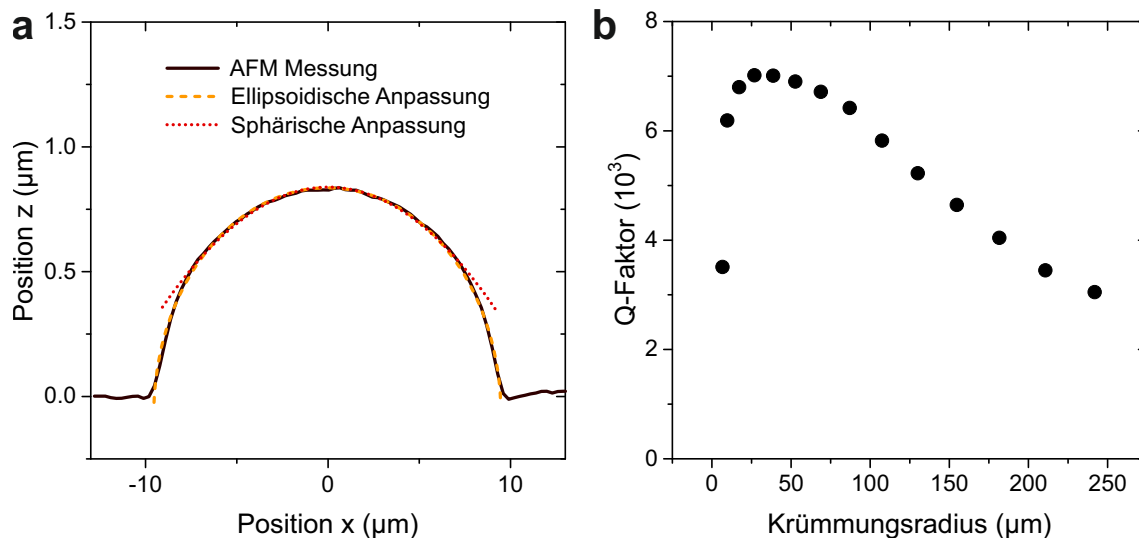 a
1.5
1.0
0.5
0.0
Position z (µm)
AFM Messung
Ellipsoidische Anpassung
Sphärische Anpassung
-10
0
10
Position x (µm)
b
8
6
4
2
0
Q-Faktor (10³)
0
50
100
150
200
250
Krümmungsradius (µm)